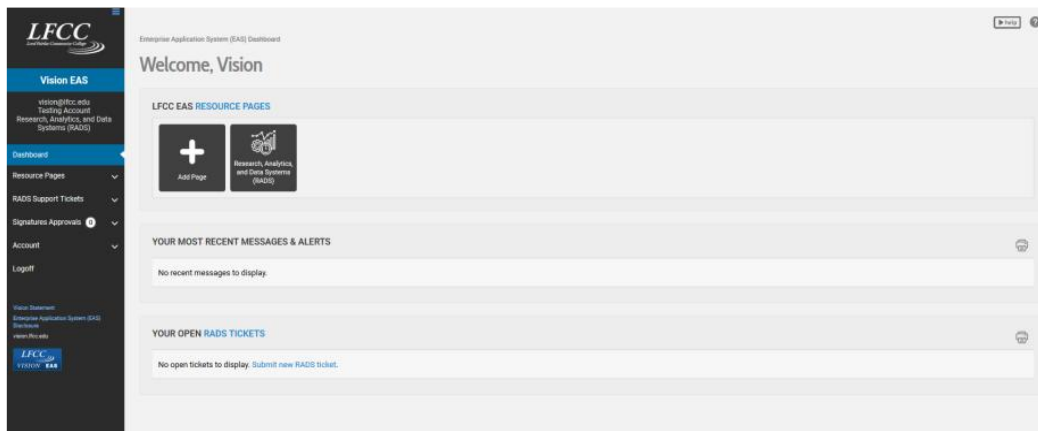 LFCC
Lord Fairfax Community College
Vision EAS
vision@lfcc.edu
Testing Account
Research, Analytics, and Data
Systems (RADS)
Dashboard
Resource Pages
RADS Support Tickets
Signatures Approvals 0
Account
Logoff
Vision Statement
Enterprise Application System (EAS)
Disclosure
vision.lfcc.edu
LFCC
VISION EAS
help
?
Enterprise Application System (EAS) Dashboard
Welcome, Vision
LFCC EAS RESOURCE PAGES
Add Page
Research, Analytics,
and Data Systems
(RADS)
YOUR MOST RECENT MESSAGES & ALERTS
No recent messages to display.
YOUR OPEN RADS TICKETS
No open tickets to display. Submit new RADS ticket.